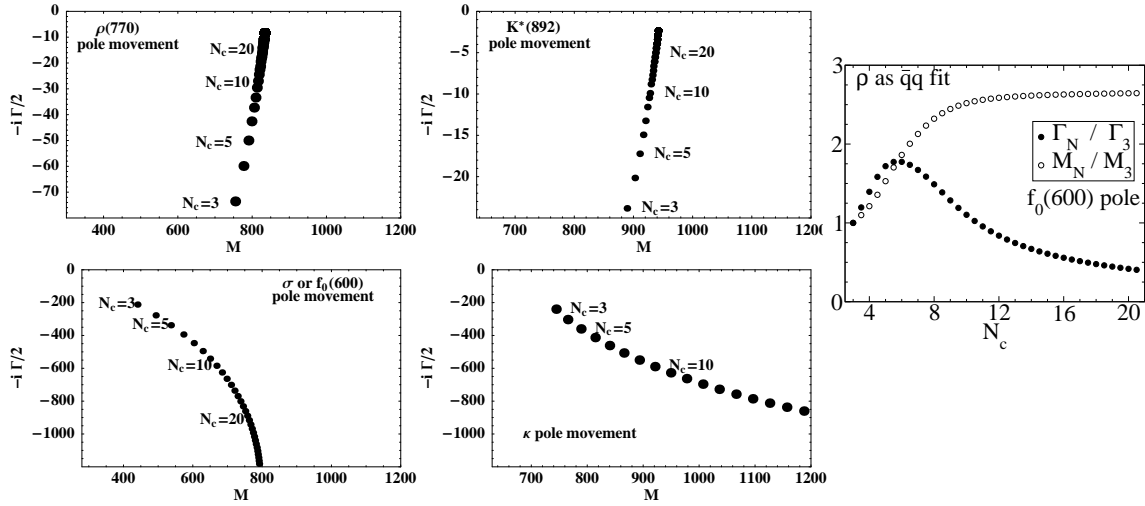 0
−10
−20
−30
−40
−50
−60
−70
−i Γ/2
ρ(770)
pole movement
N_c=20
N_c=10
N_c=5
N_c=3
400 600 800 1000 1200
M
0
−5
−10
−15
−20
−i Γ/2
K*(892)
pole movement
N_c=20
N_c=10
N_c=5
N_c=3
700 800 900 1000 1100 1200
M
0
−200
−400
−600
−800
−1000
−i Γ/2
σ or f₀(600)
pole movement
N_c=3
N_c=5
N_c=10
N_c=20
400 600 800 1000 1200
M
0
−200
−400
−600
−800
−1000
−i Γ/2
N_c=3
N_c=5
N_c=10
κ pole movement
700 800 900 1000 1100 1200
M
3
2
1
0
ρ as q̄q fit
Γ_N / Γ_3
M_N / M_3
f₀(600) pole
4 8 12 16 20
N_c